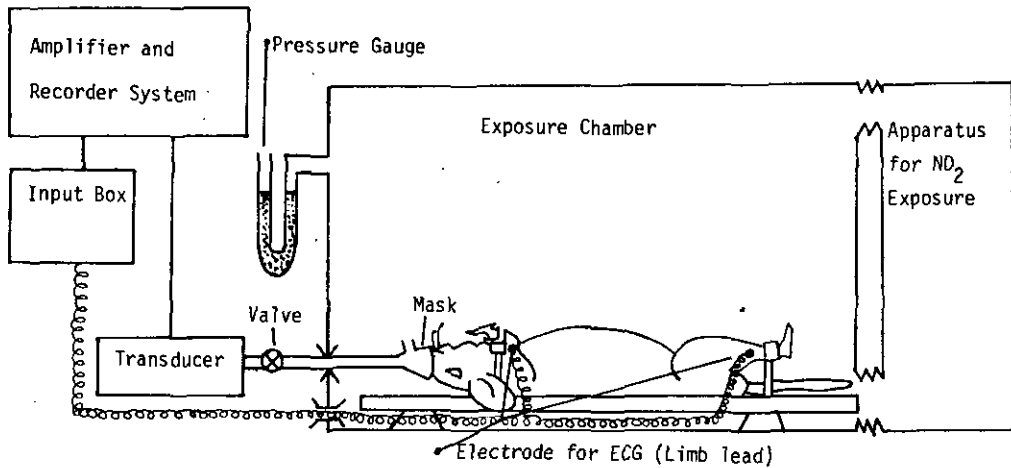 Amplifier and
Recorder System
Pressure Gauge
Exposure Chamber
Apparatus
for NO2
Exposure
Input Box
Valve
Mask
Transducer
Electrode for ECG (Limb lead)